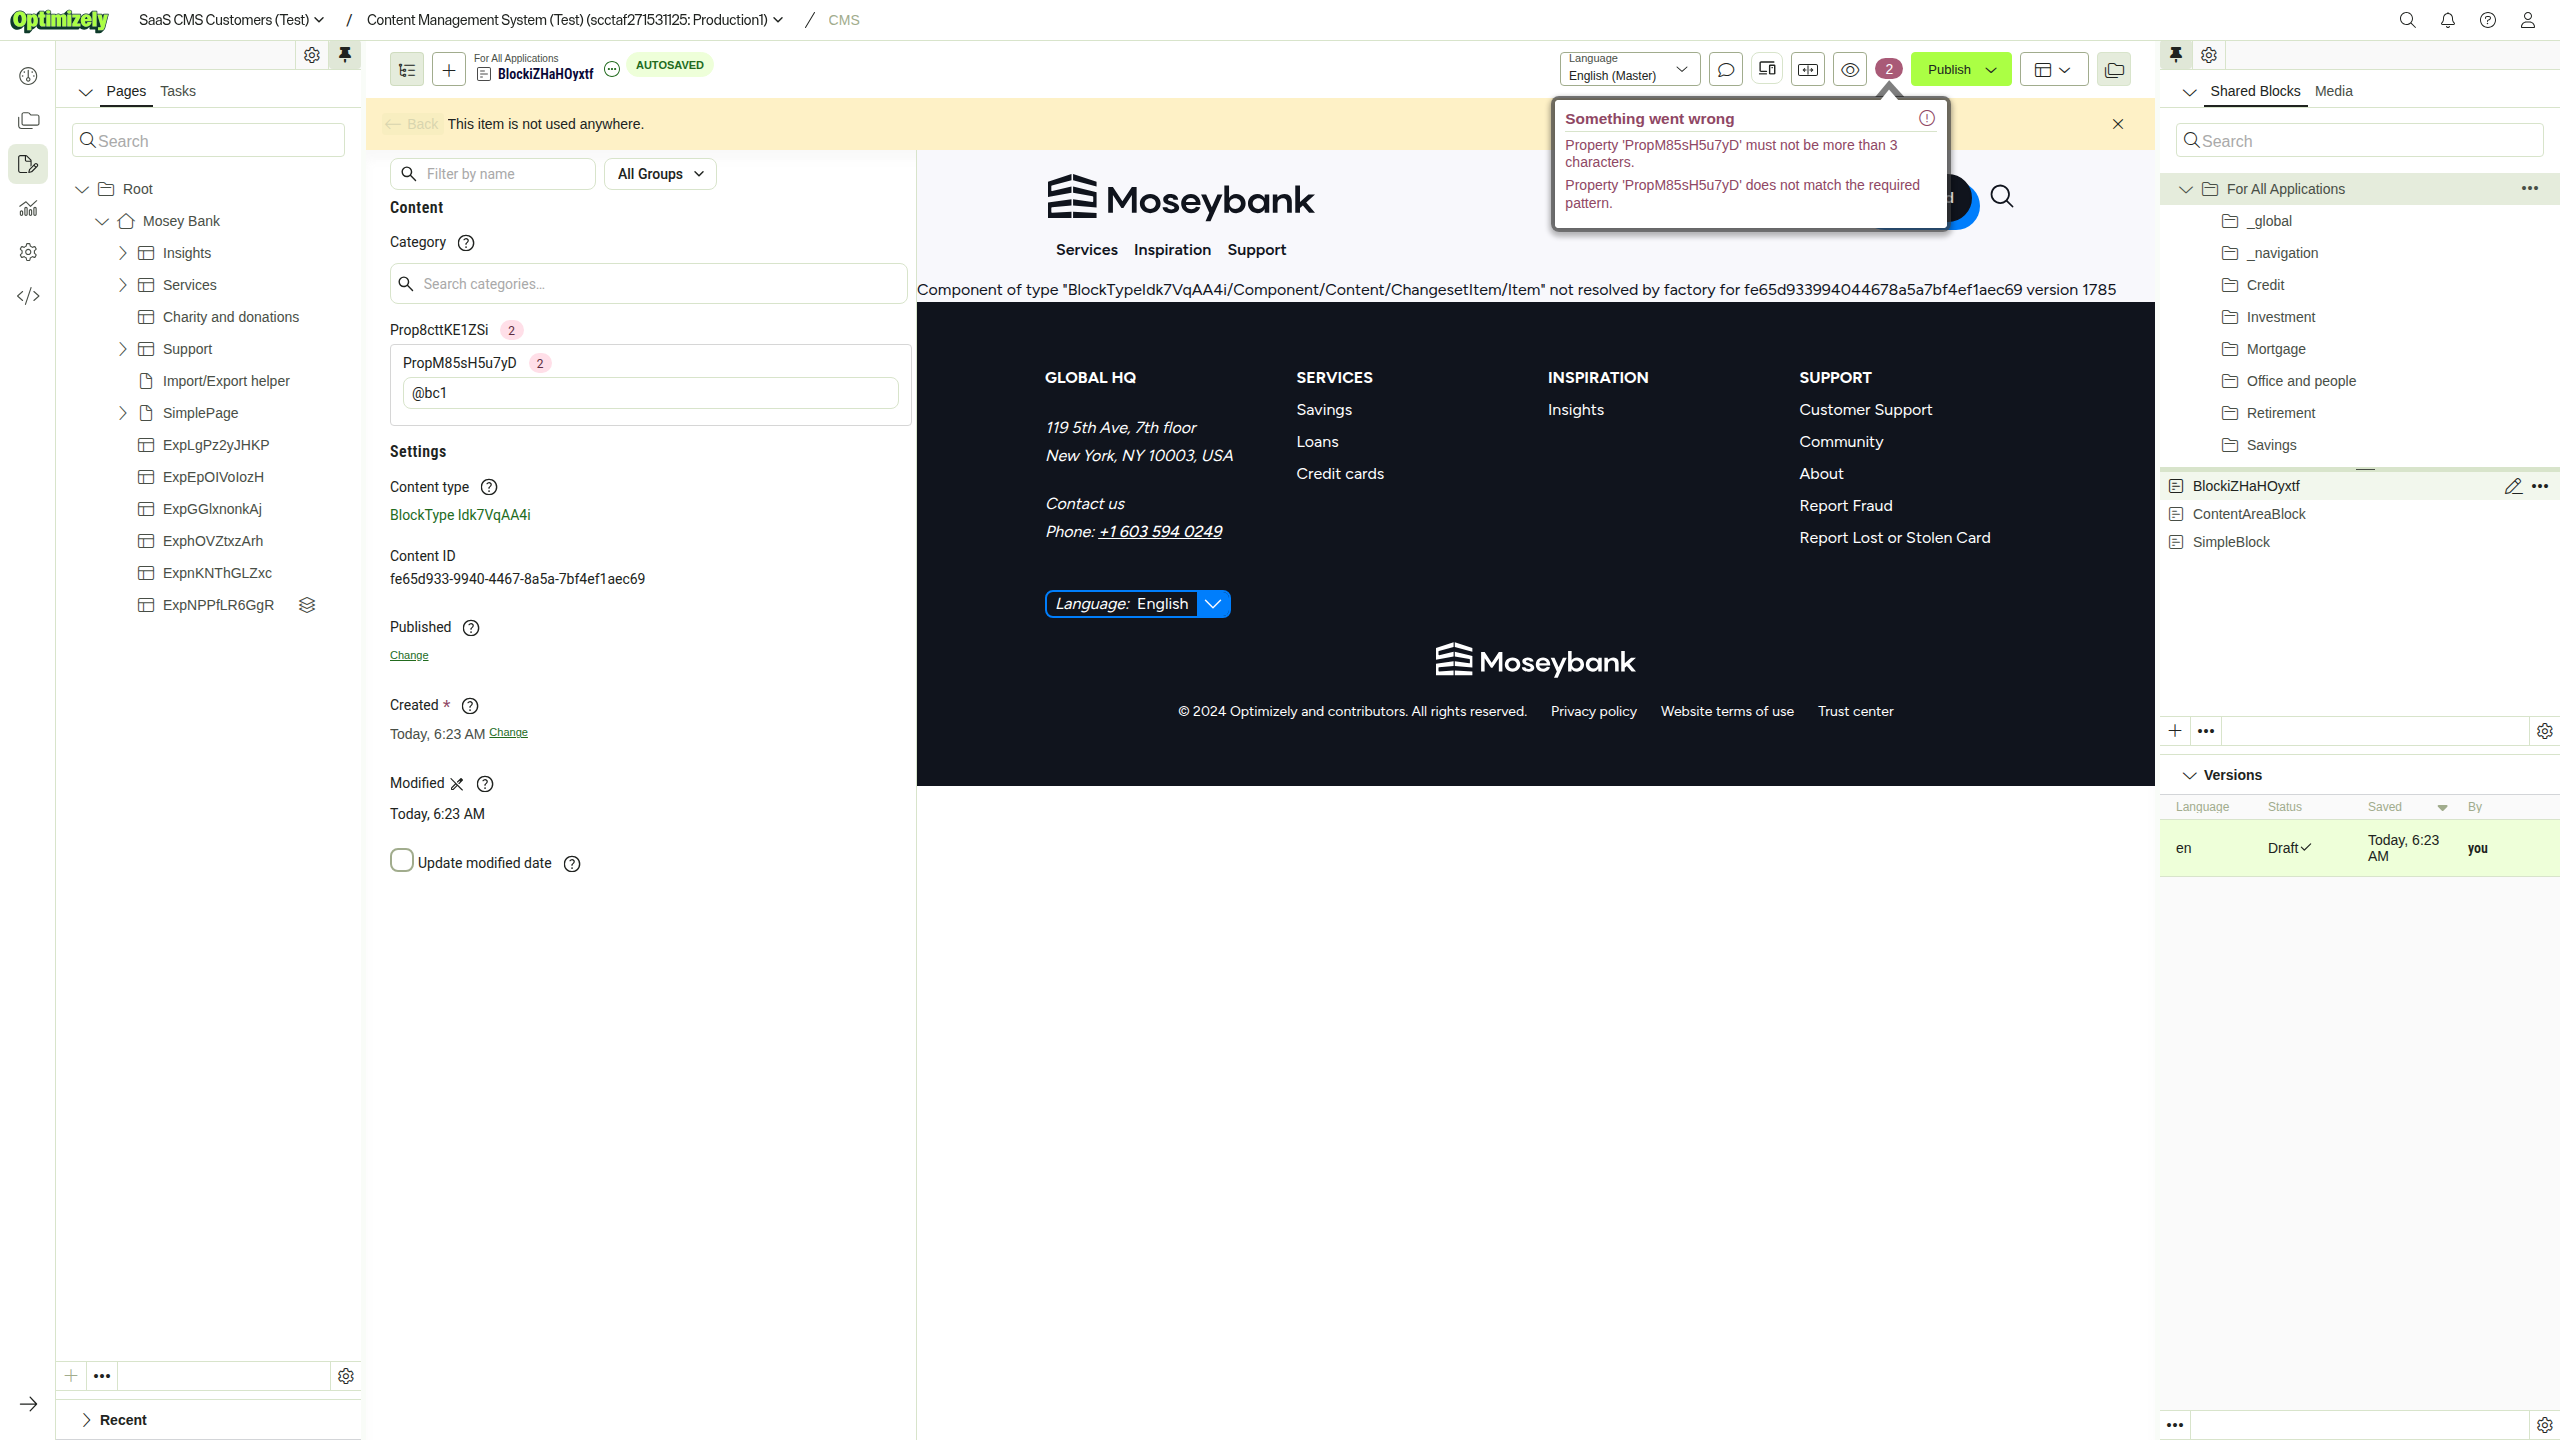 Optimizely
SaaS CMS Customers (Test) / Content Management System (Test) (scctaf271531125: Production1) / CMS
Pages Tasks
Search
Root
Mosey Bank
Insights
Services
Charity and donations
Support
Import/Export helper
SimplePage
ExpLgPz2yJHKP
ExpEpOIVoIozH
ExpGGlxnonkAj
ExphOVZtxzArh
ExpnKNThGLZxc
ExpNPPfLR6GgR
Recent
For All Applications
BlockiZHaHOyxtf
AUTOSAVED
Language
English (Master)
2
Publish
Back This item is not used anywhere.
Something went wrong
Property 'PropM85sH5u7yD' must not be more than 3
characters.
Property 'PropM85sH5u7yD' does not match the required
pattern.
Filter by name
All Groups
Content
Category
Search categories...
Prop8cttKE1ZSi 2
PropM85sH5u7yD 2
@bc1
Settings
Content type
BlockType Idk7VqAA4i
Content ID
fe65d933-9940-4467-8a5a-7bf4ef1aec69
Published
Change
Created *
Today, 6:23 AM Change
Modified
Today, 6:23 AM
Update modified date
Moseybank
d
Services Inspiration Support
Component of type "BlockTypeIdk7VqAA4i/Component/Content/ChangesetItem/Item" not resolved by factory for fe65d933994044678a5a7bf4ef1aec69 version 1785
GLOBAL HQ
119 5th Ave, 7th floor
New York, NY 10003, USA
Contact us
Phone: +1 603 594 0249
SERVICES
Savings
Loans
Credit cards
INSPIRATION
Insights
SUPPORT
Customer Support
Community
About
Report Fraud
Report Lost or Stolen Card
Language: English
Moseybank
© 2024 Optimizely and contributors. All rights reserved. Privacy policy Website terms of use Trust center
Shared Blocks Media
Search
For All Applications
_global
_navigation
Credit
Investment
Mortgage
Office and people
Retirement
Savings
BlockiZHaHOyxtf
ContentAreaBlock
SimpleBlock
Versions
Language Status Saved By
en Draft Today, 6:23 you
AM